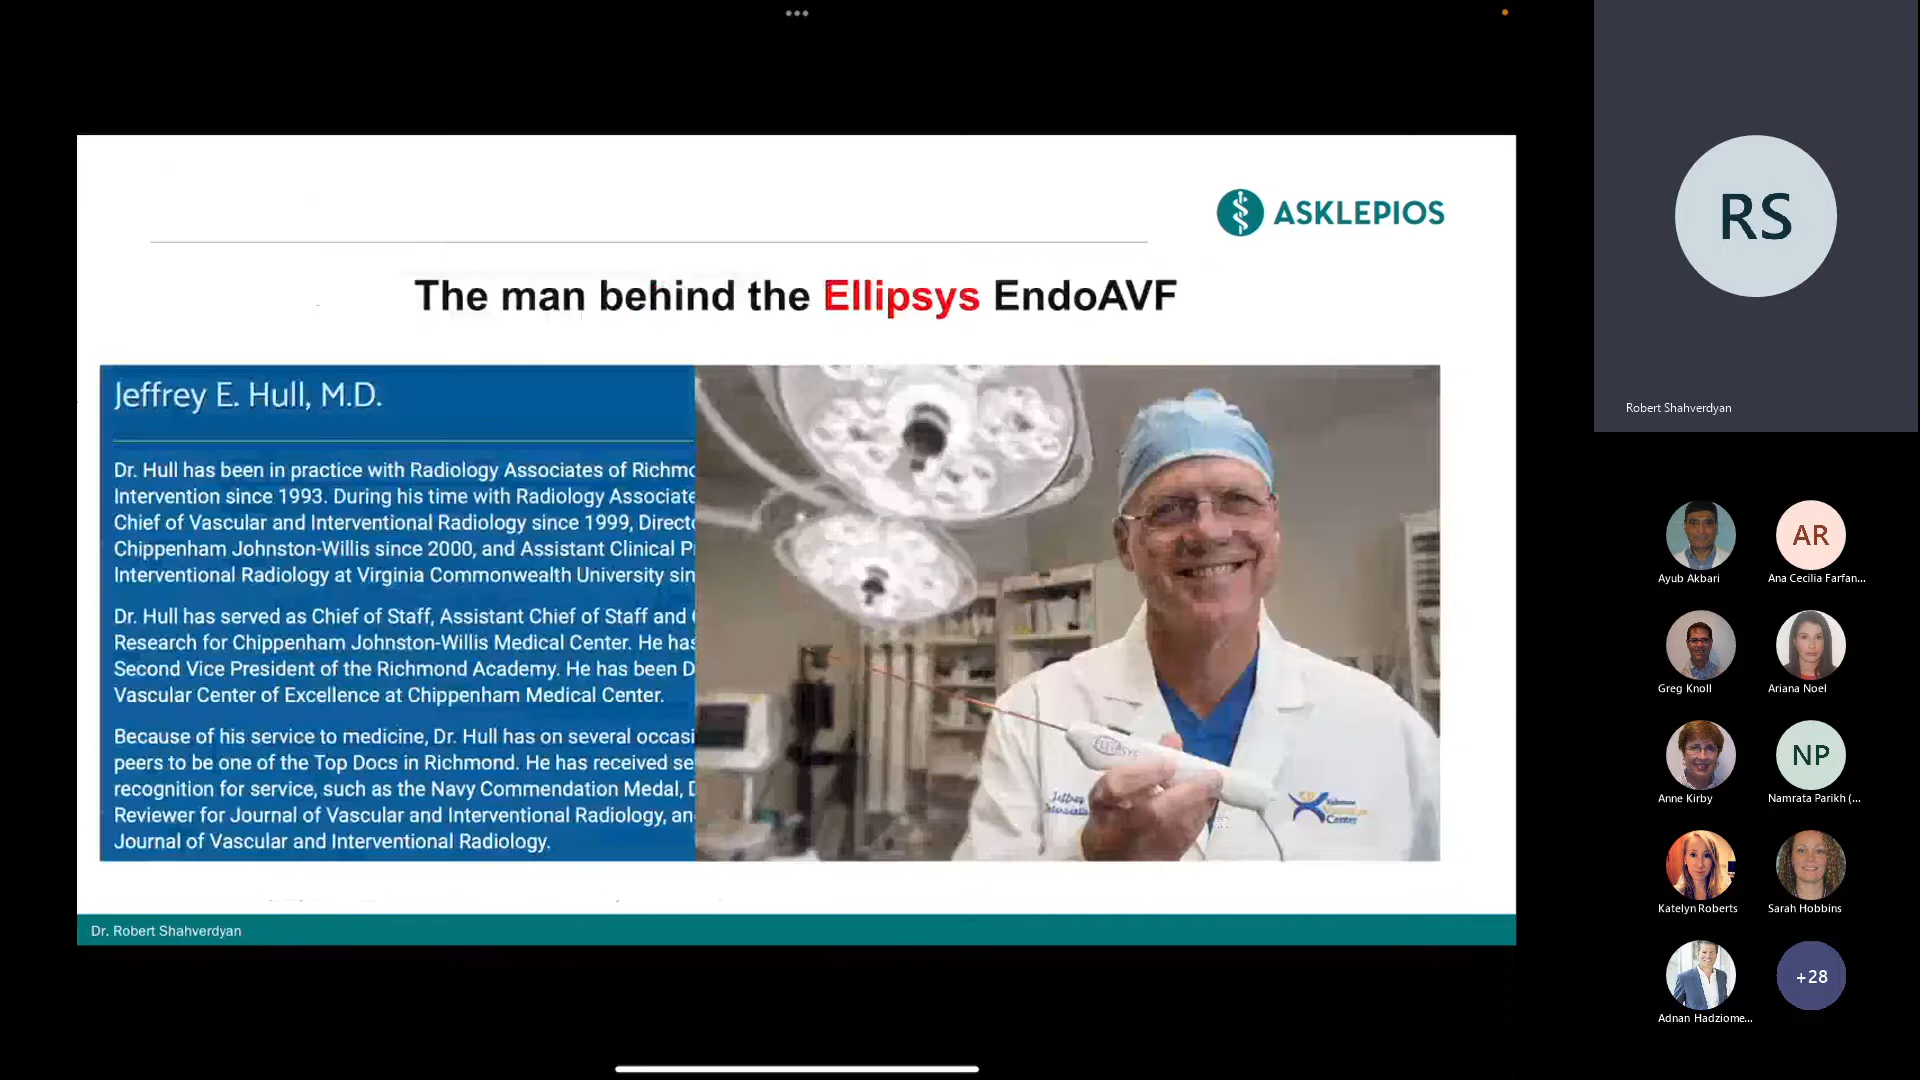 ASKLEPIOS
The man behind the Ellipsys EndoAVF
Jeffrey E. Hull, M.D.
Dr. Hull has been in practice with Radiology Associates of Richmo
Intervention since 1993. During his time with Radiology Associate
Chief of Vascular and Interventional Radiology since 1999, Directo
Chippenham Johnston-Willis since 2000, and Assistant Clinical P
Interventional Radiology at Virginia Commonwealth University sin
Dr. Hull has served as Chief of Staff, Assistant Chief of Staff and
Research for Chippenham Johnston-Willis Medical Center. He has
Second Vice President of the Richmond Academy. He has been D
Vascular Center of Excellence at Chippenham Medical Center.
Because of his service to medicine, Dr. Hull has on several occasi
peers to be one of the Top Docs in Richmond. He has received se
recognition for service, such as the Navy Commendation Medal,
Reviewer for Journal of Vascular and Interventional Radiology, an
Journal of Vascular and Interventional Radiology.
ELLIPSYS
Jeffrey
Center
Dr. Robert Shahverdyan
RS
Robert Shahverdyan
Ayub Akbari
AR
Ana Cecilia Farfan...
Greg Knoll
Ariana Noel
Anne Kirby
NP
Namrata Parikh (...
Katelyn Roberts
Sarah Hobbins
Adnan Hadziome...
+28